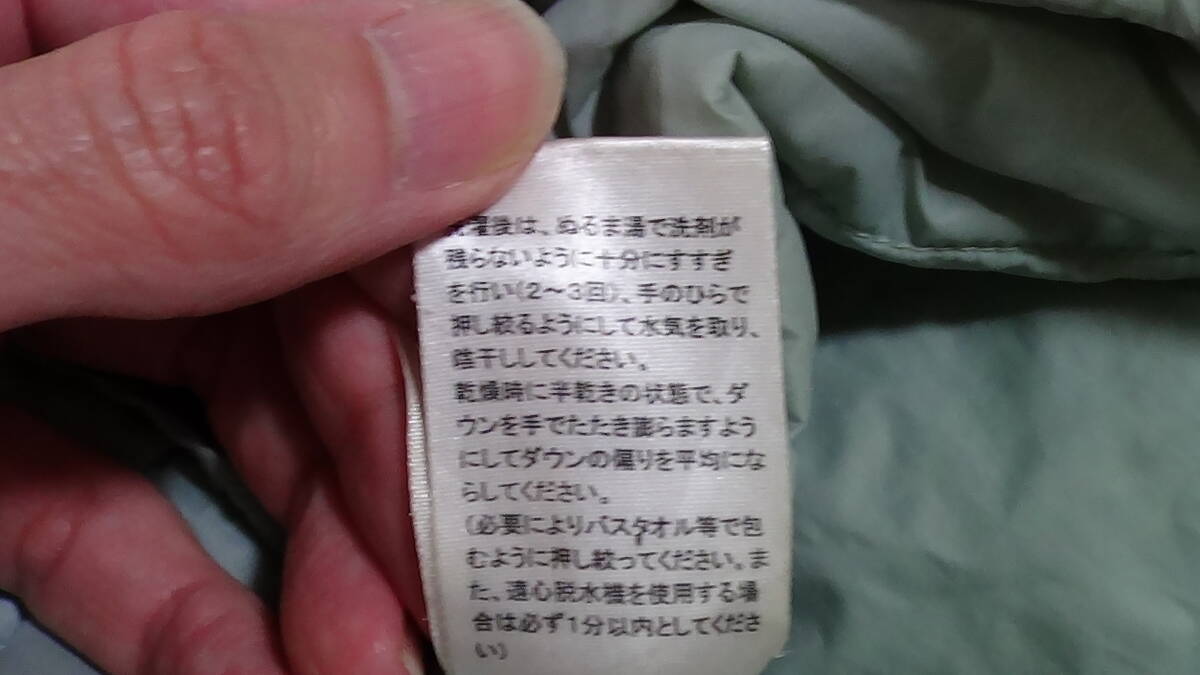 洗濯後は、ぬるま湯で洗剤が
残らないように十分にすすぎ
を行い(2〜3回)、手のひらで
押し絞るようにして水気を取り、
陰干ししてください。
乾燥時に半乾きの状態で、ダ
ウンを手でたたき膨らますよう
にしてダウンの偏りを平均にな
らしてください。
(必要によりバスタオル等で包
むように押し絞ってください。ま
た、遠心脱水機を使用する場
合は必ず1分以内としてくださ
い)